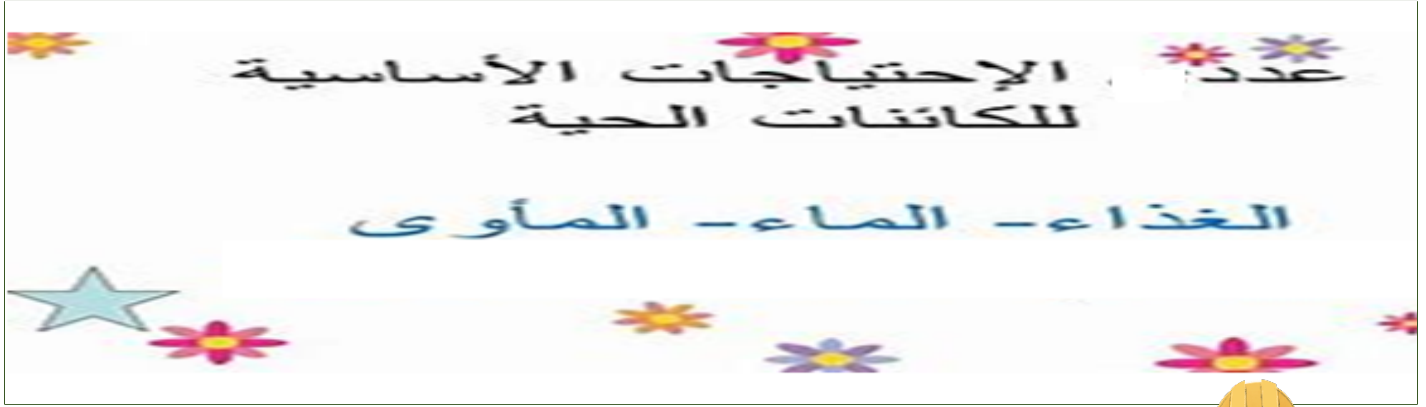 عدد الإحتياجات الأساسية
للكائنات الحية
الغذاء- الماء- المأوى